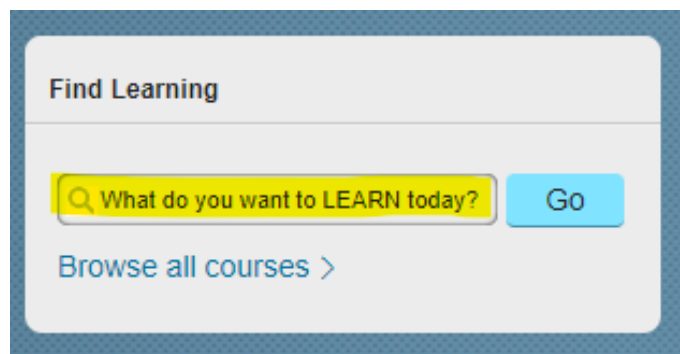 Find Learning
What do you want to LEARN today? Go
Browse all courses >